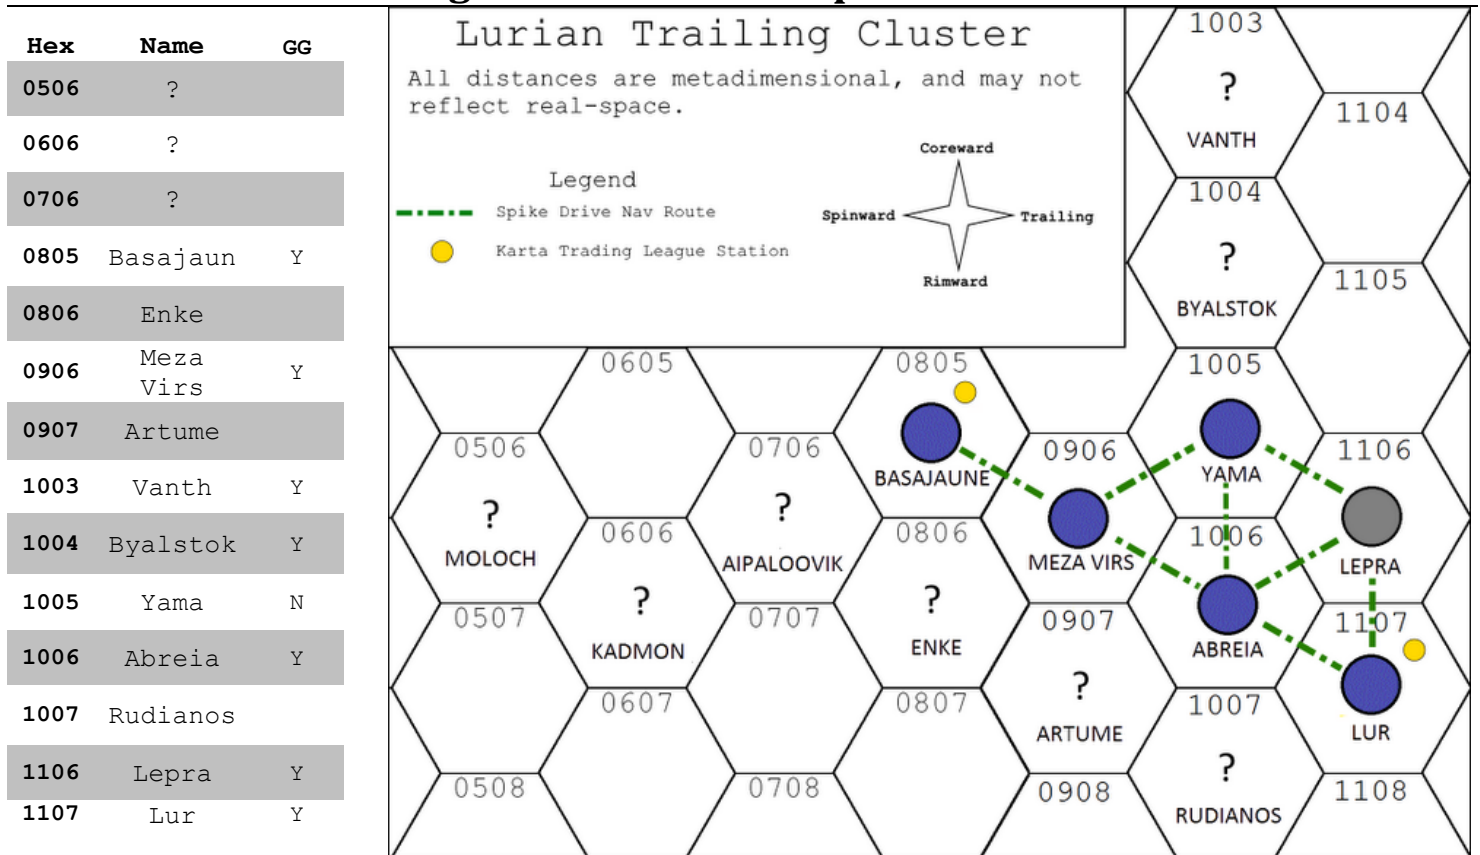 Hex Name GG
0506 ?
0606 ?
0706 ?
0805 Basajaun Y
0806 Enke
0906 Meza Virs Y
0907 Artume
1003 Vanth Y
1004 Byalstok Y
1005 Yama N
1006 Abreia Y
1007 Rudianos
1106 Lepra Y
1107 Lur Y
Lurian Trailing Cluster
All distances are metadimensional, and may not
reflect real-space.
Legend
Spike Drive Nav Route
Karta Trading League Station
Coreward
Spinward
Trailing
Rimward
1003
?
VANTH
1104
1004
?
BYALSTOK
1105
0605
0805
BASAJAUNE
1005
YAMA
0506
?
MOLOCH
0706
?
AIPALOOVIK
0906
MEZA VIRS
1106
LEPRA
0606
?
KADMON
0806
?
ENKE
1006
ABREIA
0507
0707
0907
?
ARTUME
1107
LUR
0607
0807
1007
?
RUDIANOS
0508
0708
0908
1108